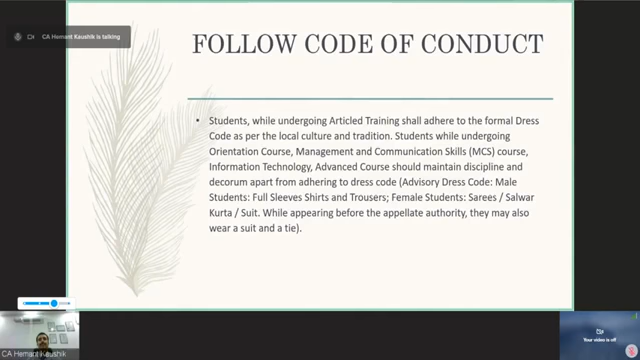 CA Hemant Kaushik is talking
FOLLOW CODE OF CONDUCT
• Students, while undergoing Articled Training shall adhere to the formal Dress
Code as per the local culture and tradition. Students while undergoing
Orientation Course, Management and Communication Skills (MCS) course,
Information Technology, Advanced Course should maintain discipline and
decorum apart from adhering to dress code (Advisory Dress Code: Male
Students: Full Sleeves Shirts and Trousers; Female Students: Sarees / Salwar
Kurta / Suit. While appearing before the appellate authority, they may also
wear a suit and a tie).
CA Hemant Kaushik
Your video is off